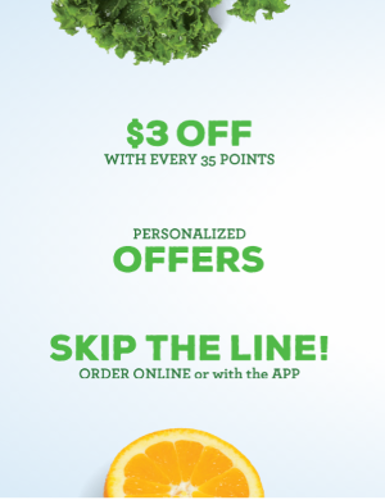 $3 OFF
WITH EVERY 35 POINTS
PERSONALIZED
OFFERS
SKIP THE LINE!
ORDER ONLINE or with the APP